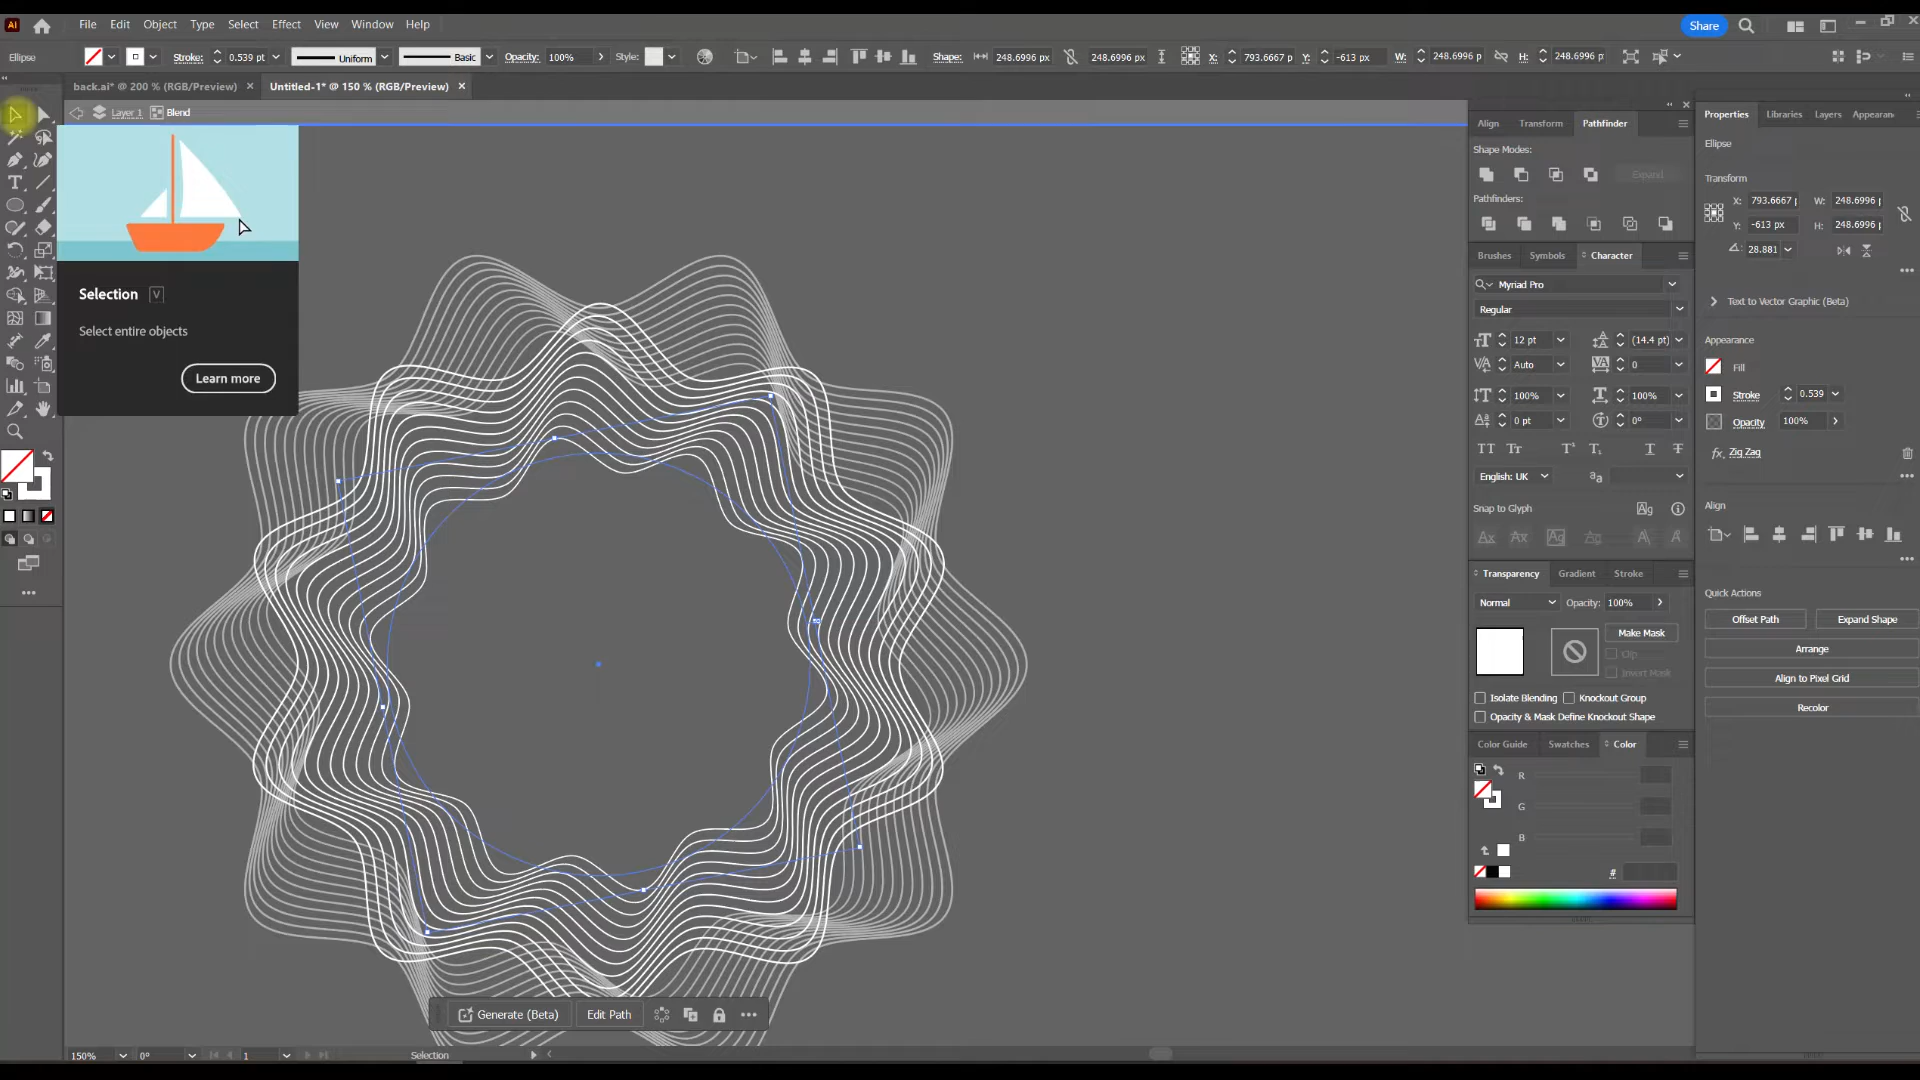 Ai File Edit Object Type Select Effect View Window Help Share
Ellipse Stroke: 0.539 pt Uniform Basic Opacity: 100% Style: Shape: 248.6996 px 248.6996 px X: 793.6667 p Y: -613 px W: 248.6996 p H: 248.6996 p
back.ai* @ 200 % (RGB/Preview) × Untitled-1* @ 150 % (RGB/Preview) ×
Layer 1 Blend
Selection V
Select entire objects
Learn more
Generate (Beta) Edit Path
150% 0° 1 Selection
Align Transform Pathfinder
Shape Modes:
Expand
Pathfinders:
Brushes Symbols Character
Myriad Pro
Regular
12 pt (14.4 pt)
Auto 0
100% 100%
0 pt 0°
English: UK
Snap to Glyph
Transparency Gradient Stroke
Normal Opacity: 100%
Make Mask
Clip
Invert Mask
Isolate Blending Knockout Group
Opacity & Mask Define Knockout Shape
Color Guide Swatches Color
R
G
B
#
Properties Libraries Layers Appearan
Ellipse
Transform
X: 793.6667 p W: 248.6996 p
Y: -613 px H: 248.6996 p
28.881
Text to Vector Graphic (Beta)
Appearance
Fill
Stroke 0.539
Opacity 100%
fx Zig Zag
Align
Quick Actions
Offset Path Expand Shape
Arrange
Align to Pixel Grid
Recolor